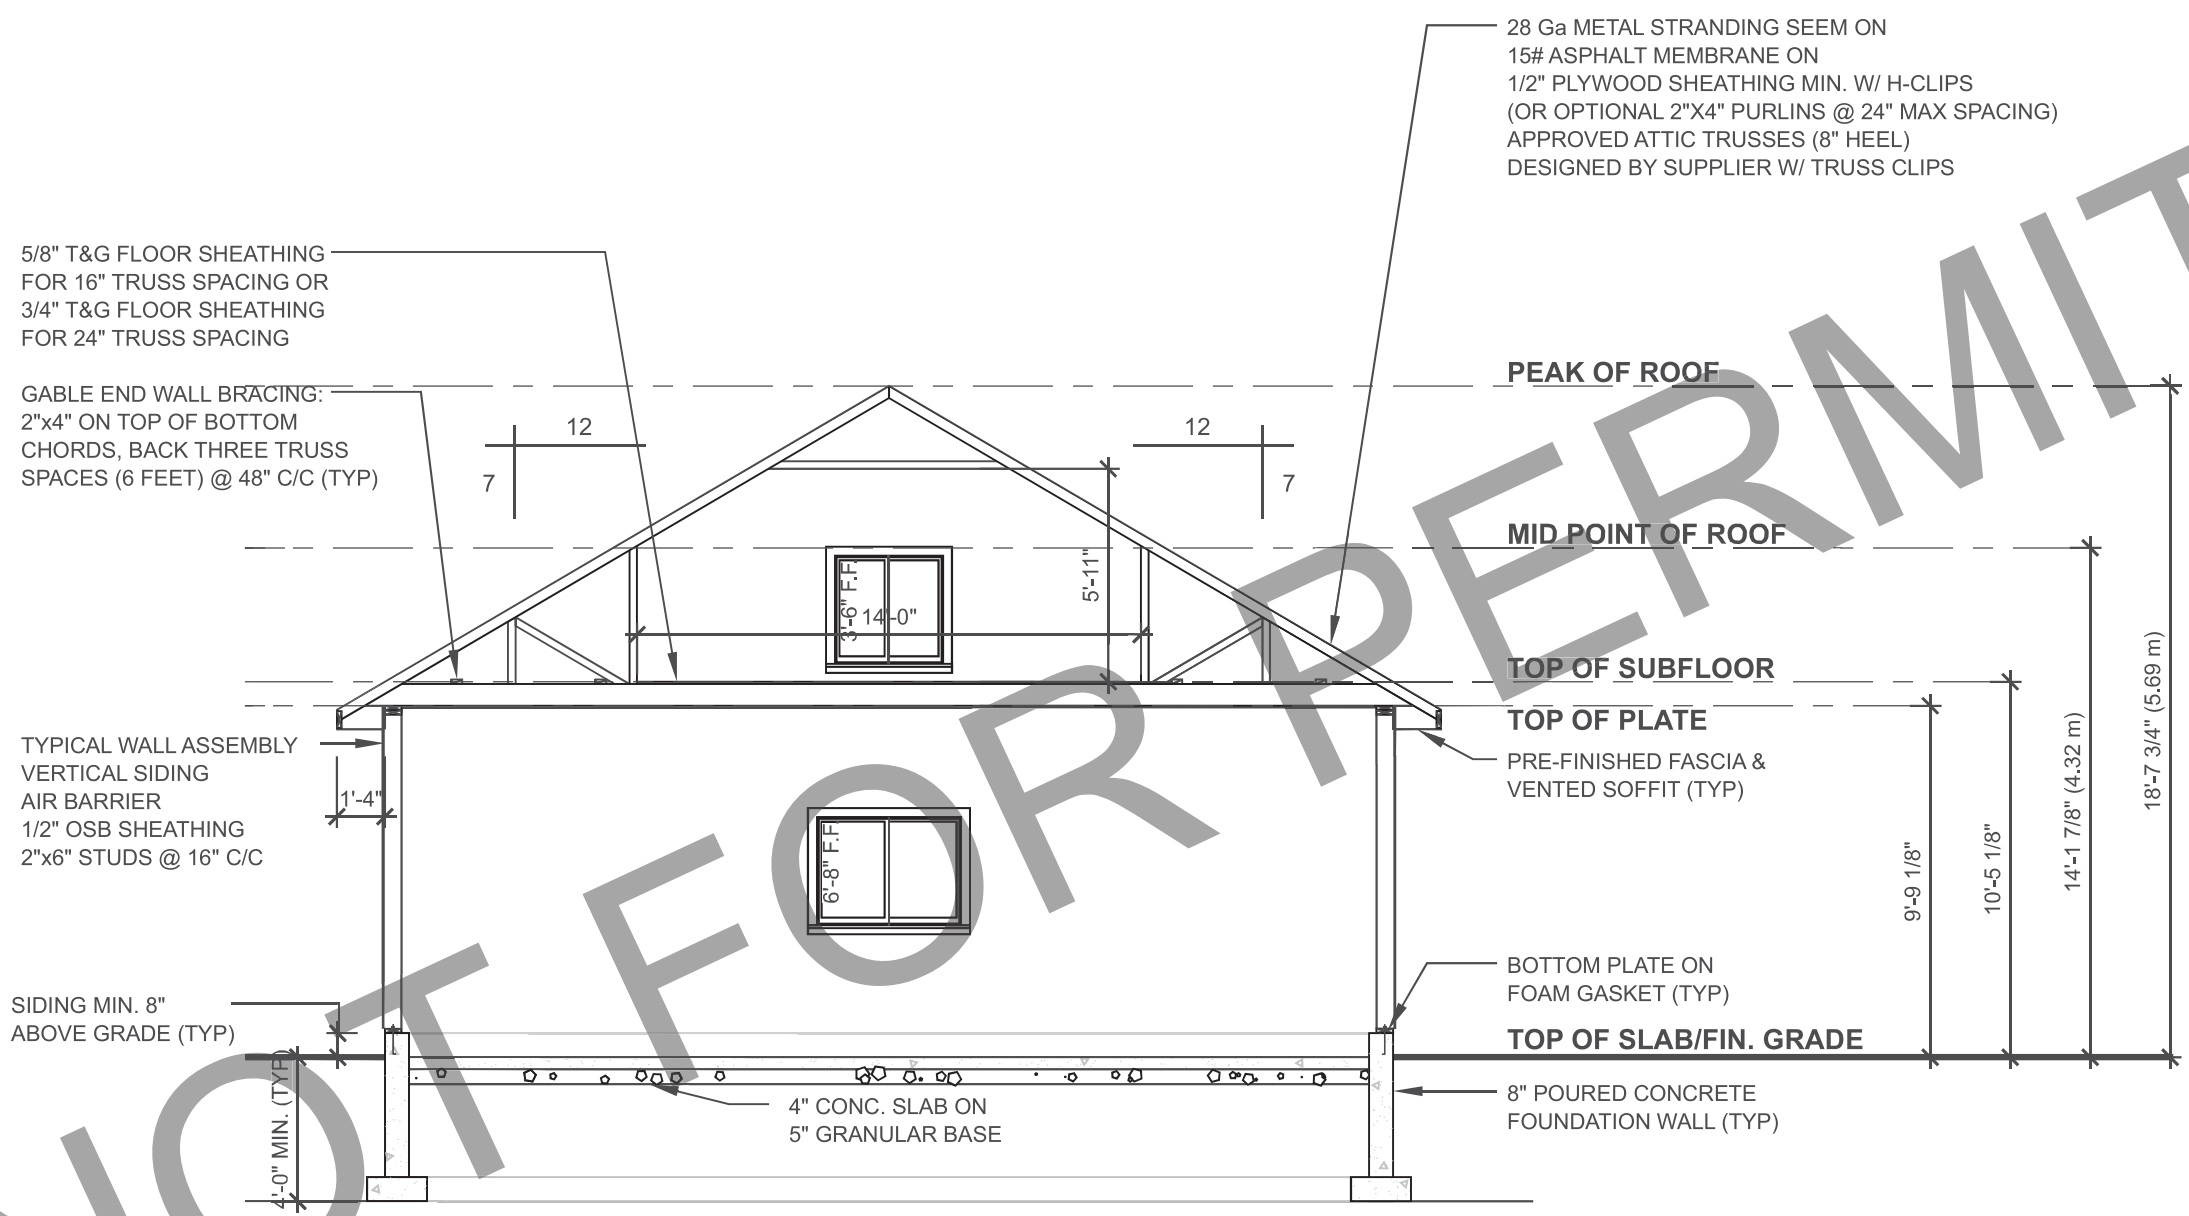 28 Ga METAL STRANDING SEEM ON
15# ASPHALT MEMBRANE ON
1/2" PLYWOOD SHEATHING MIN. W/ H-CLIPS
(OR OPTIONAL 2"X4" PURLINS @ 24" MAX SPACING)
APPROVED ATTIC TRUSSES (8" HEEL)
DESIGNED BY SUPPLIER W/ TRUSS CLIPS
5/8" T&G FLOOR SHEATHING
FOR 16" TRUSS SPACING OR
3/4" T&G FLOOR SHEATHING
FOR 24" TRUSS SPACING
GABLE END WALL BRACING:
2"x4" ON TOP OF BOTTOM
CHORDS, BACK THREE TRUSS
SPACES (6 FEET) @ 48" C/C (TYP)
12
7
12
7
PEAK OF ROOF
MID POINT OF ROOF
5'-11"
3'-6" F.F.
14'-0"
TOP OF SUBFLOOR
TOP OF PLATE
PRE-FINISHED FASCIA &
VENTED SOFFIT (TYP)
TYPICAL WALL ASSEMBLY
VERTICAL SIDING
AIR BARRIER
1/2" OSB SHEATHING
2"x6" STUDS @ 16" C/C
1'-4"
6'-8" F.F.
9'-9 1/8"
10'-5 1/8"
14'-1 7/8" (4.32 m)
18'-7 3/4" (5.69 m)
SIDING MIN. 8"
ABOVE GRADE (TYP)
BOTTOM PLATE ON
FOAM GASKET (TYP)
TOP OF SLAB/FIN. GRADE
4'-0" MIN. (TYP)
4" CONC. SLAB ON
5" GRANULAR BASE
8" POURED CONCRETE
FOUNDATION WALL (TYP)
NOT FOR PERMIT